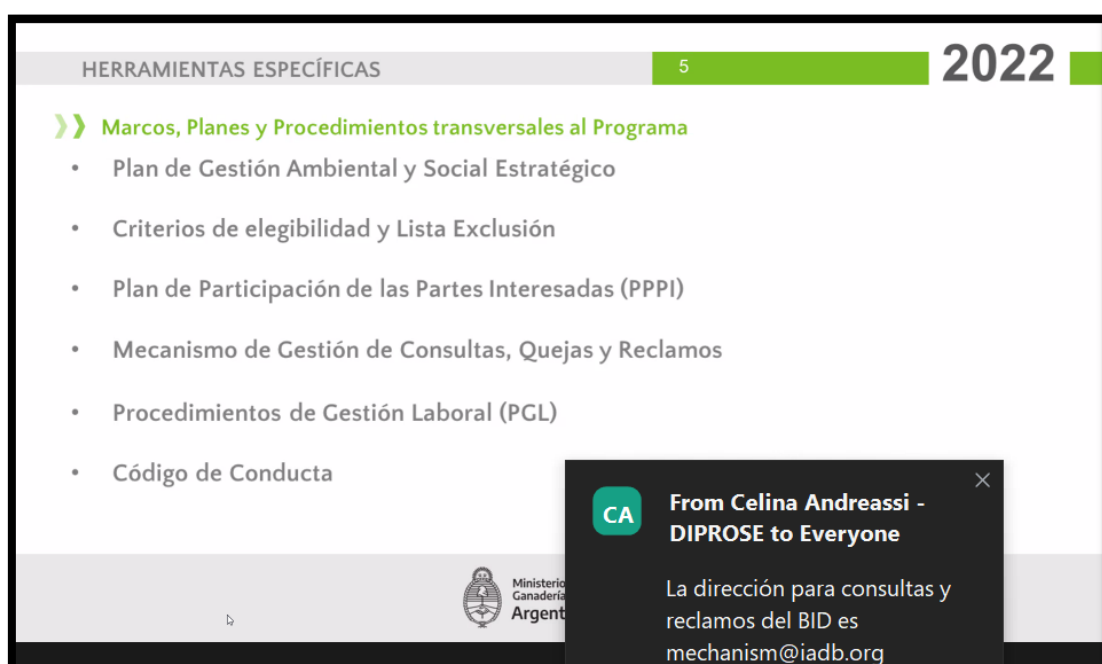 HERRAMIENTAS ESPECÍFICAS
5
2022
Marcos, Planes y Procedimientos transversales al Programa
• Plan de Gestión Ambiental y Social Estratégico
• Criterios de elegibilidad y Lista Exclusión
• Plan de Participación de las Partes Interesadas (PPPI)
• Mecanismo de Gestión de Consultas, Quejas y Reclamos
• Procedimientos de Gestión Laboral (PGL)
• Código de Conducta
Ministerio
Ganadería
Argent
CA
From Celina Andreassi -
DIPROSE to Everyone
La dirección para consultas y
reclamos del BID es
mechanism@iadb.org